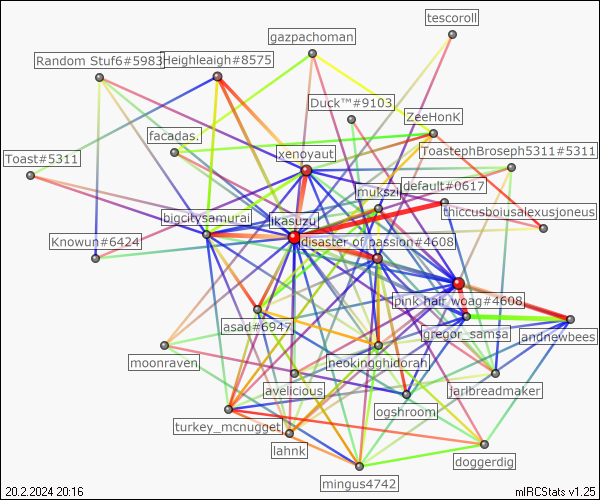 tescoroll
gazpachoman
Random Stuf6#5983
Heighleaigh#8575
Duck™#9103
ZeeHonK
facadas.
ToastephBroseph5311#5311
xenoyaut
Toast#5311
mukszi
default#0617
thiccusboiusalexusjoneus
bigcitysamurai
jikasuzu
Knowun#6424
disaster of passion#4608
pink hair woag#4608
asad#6947
gregor_samsa
andnewbees
moonraven
neokingghidorah
avelicious
jarlbreadmaker
ogshroom
turkey_mcnugget
lahnk
doggerdig
mingus4742
20.2.2024 20:16
mIRCStats v1.25